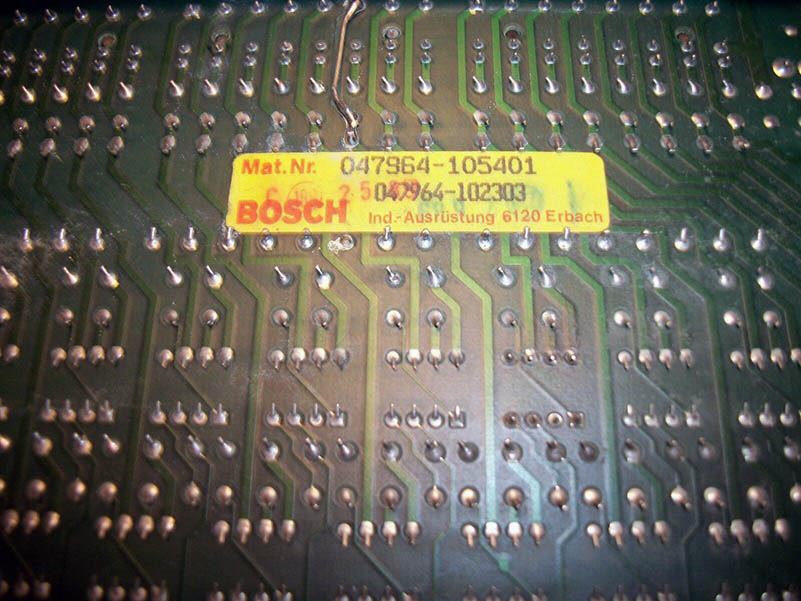 Mat.Nr. 047964-105401
047964-102303
BOSCH Ind.-Ausrüstung 6120 Erbach